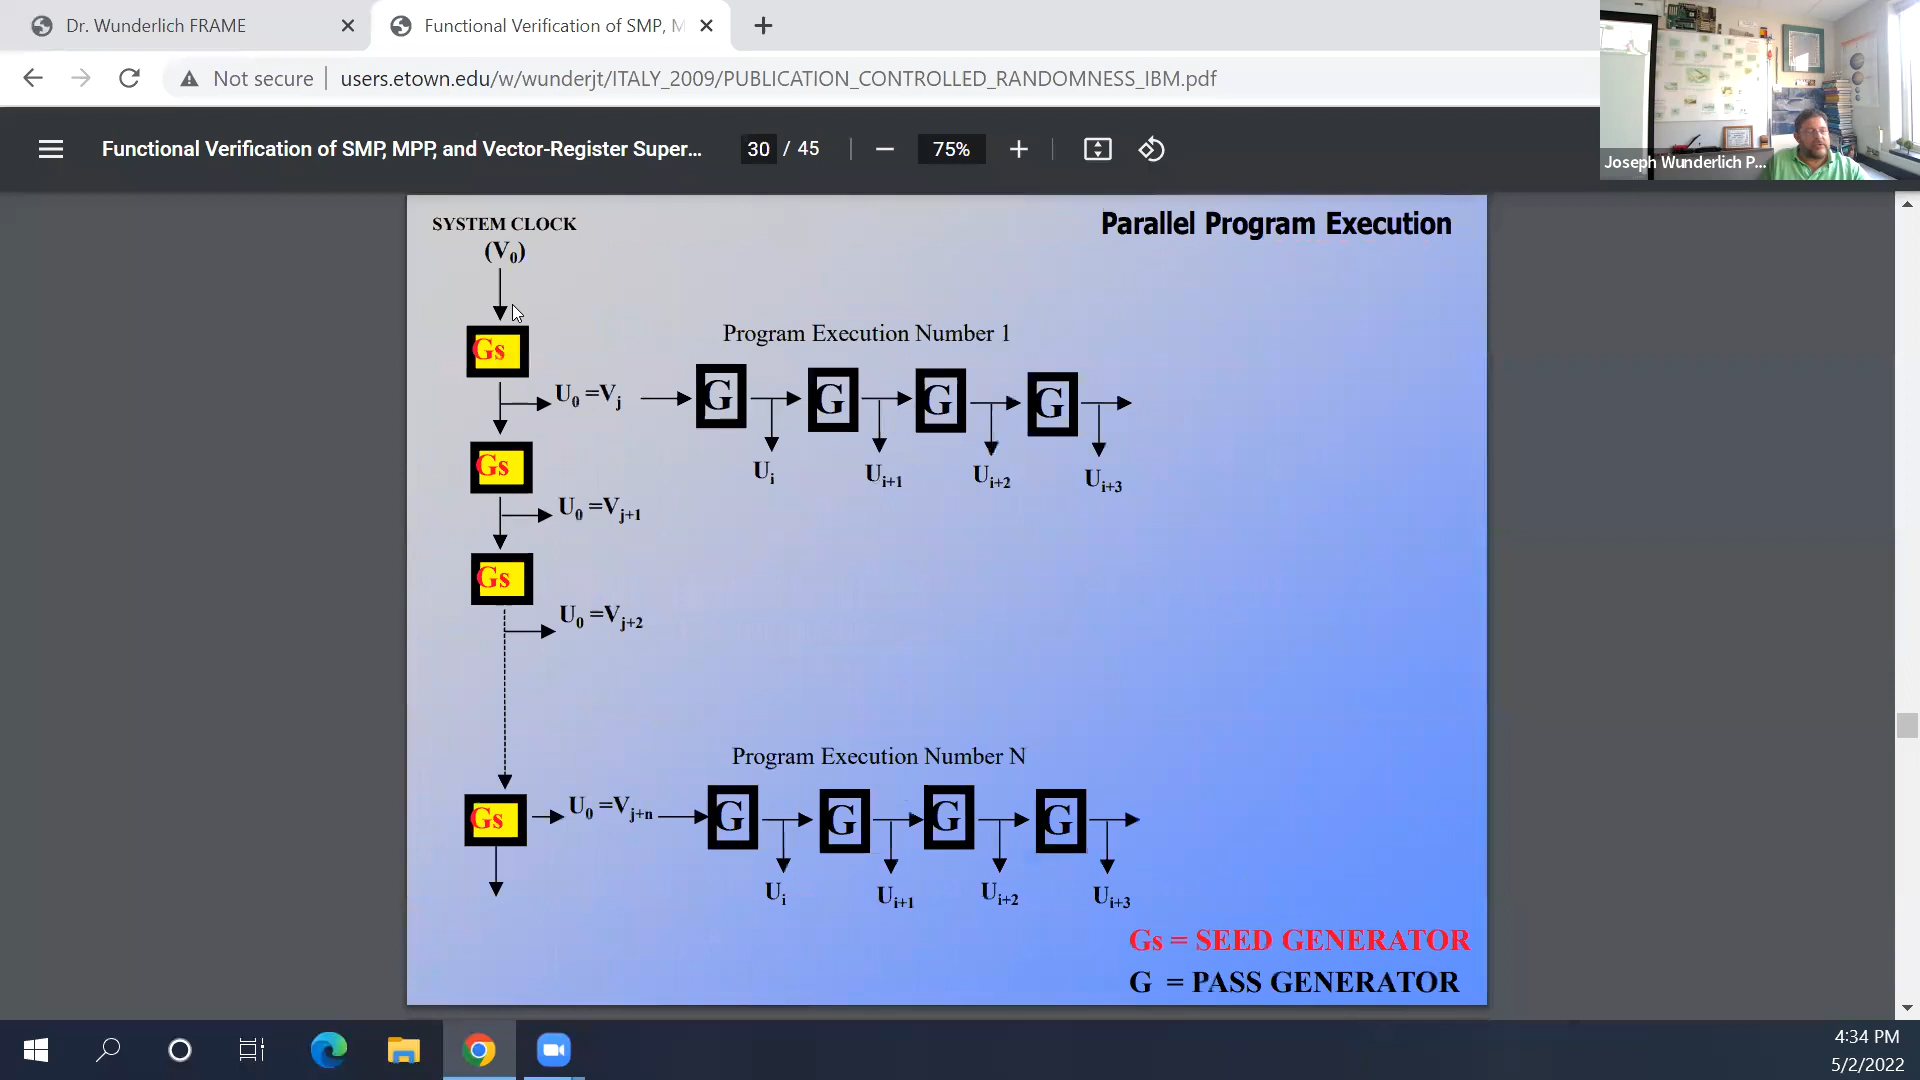 Dr. Wunderlich FRAME
Functional Verification of SMP, M
Not secure
users.etown.edu/w/wunderjt/ITALY_2009/PUBLICATION_CONTROLLED_RANDOMNESS_IBM.pdf
Functional Verification of SMP, MPP, and Vector-Register Super...
30 / 45
75%
Joseph Wunderlich P...
SYSTEM CLOCK
(V0)
Parallel Program Execution
Gs
U0 =Vj
Program Execution Number 1
G G G G
Ui Ui+1 Ui+2 Ui+3
Gs
U0 =Vj+1
Gs
U0 =Vj+2
Program Execution Number N
Gs
U0 =Vj+n
G G G G
Ui Ui+1 Ui+2 Ui+3
Gs = SEED GENERATOR
G = PASS GENERATOR
4:34 PM
5/2/2022